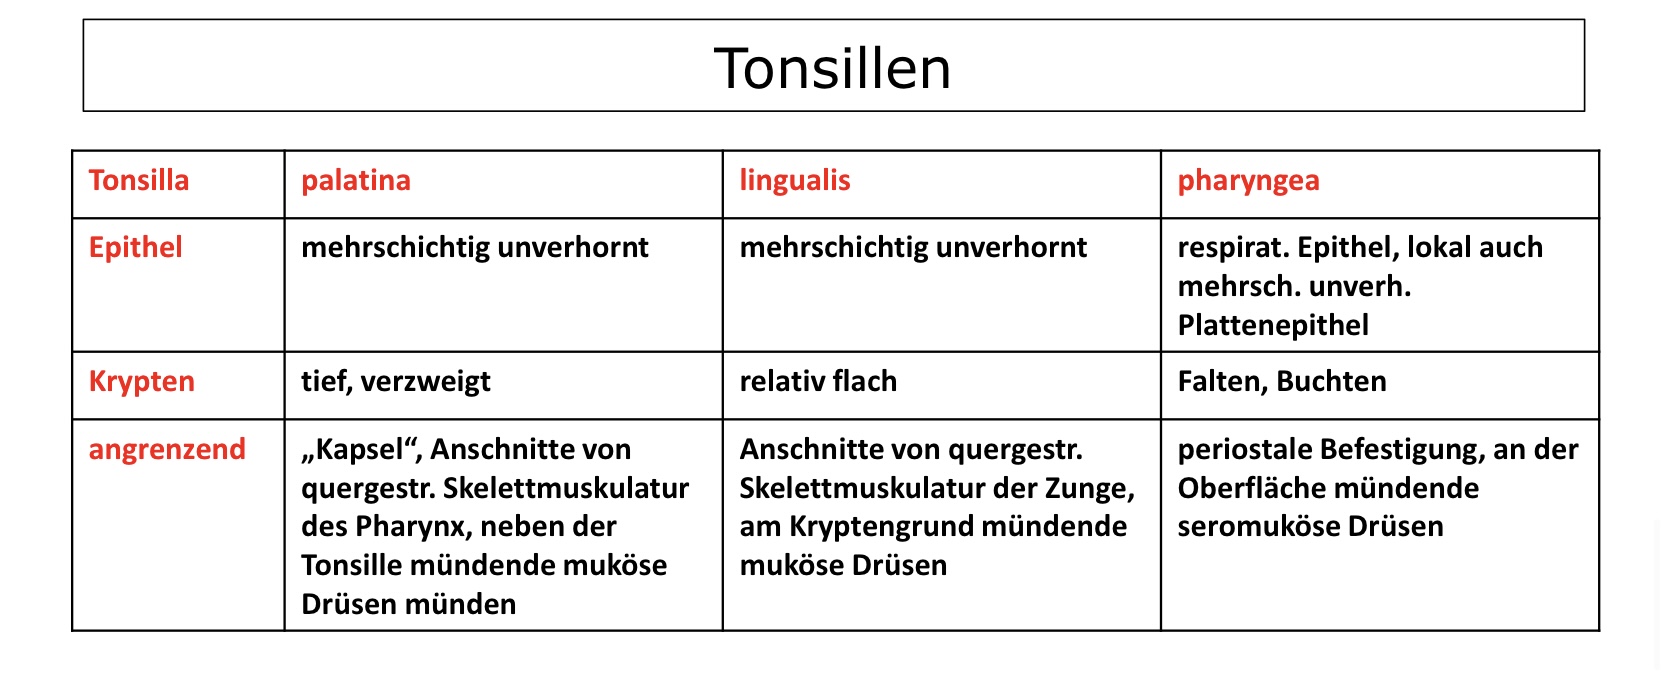 Tonsillen
Tonsilla
palatina
lingualis
pharyngea
Epithel
mehrschichtig unverhornt
mehrschichtig unverhornt
respirat. Epithel, lokal auch
mehrsch. unverh.
Plattenepithel
Krypten
tief, verzweigt
relativ flach
Falten, Buchten
angrenzend
„Kapsel“, Anschnitte von
quergestr. Skelettmuskulatur
des Pharynx, neben der
Tonsille mündende muköse
Drüsen münden
Anschnitte von quergestr.
Skelettmuskulatur der Zunge,
am Kryptengrund mündende
muköse Drüsen
periostale Befestigung, an der
Oberfläche mündende
seromuköse Drüsen